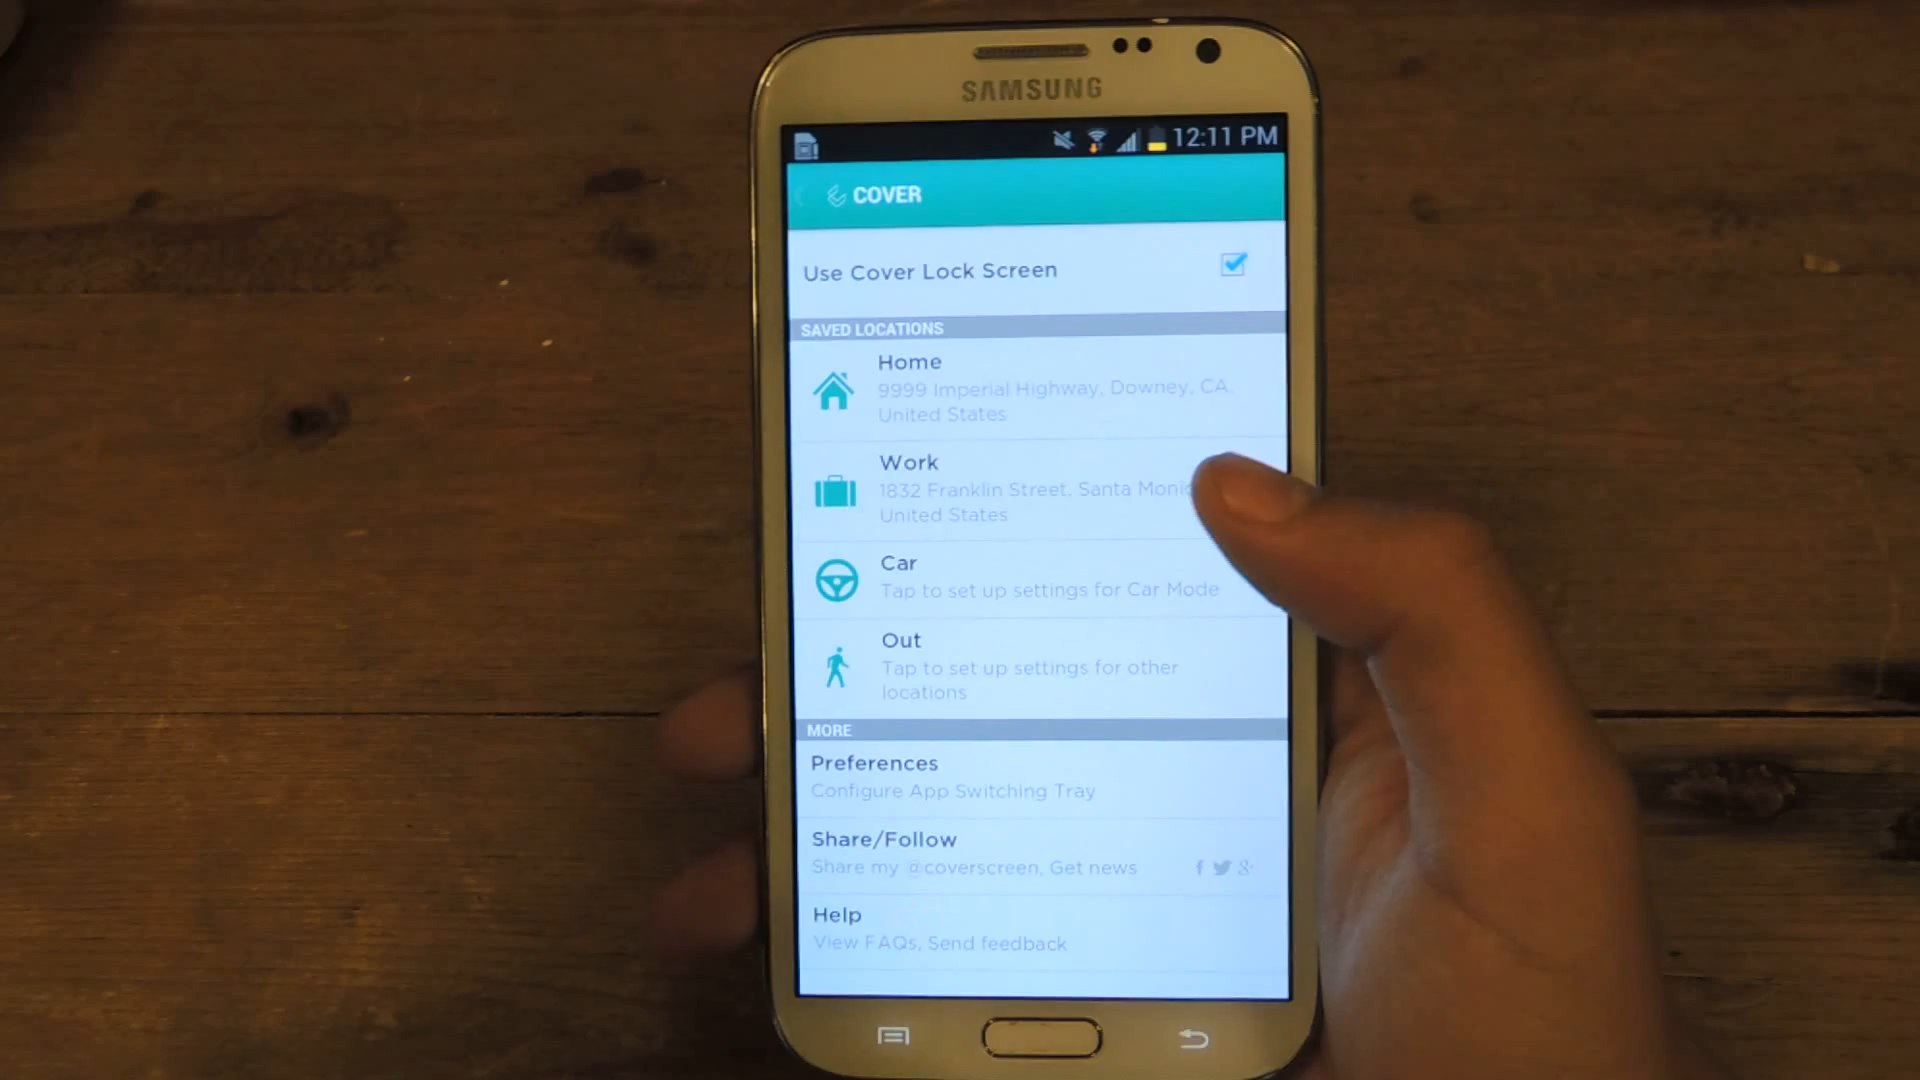 SAMSUNG
12:11 PM
COVER
Use Cover Lock Screen
SAVED LOCATIONS
Home
9999 Imperial Highway, Downey, CA,
United States
Work
1832 Franklin Street, Santa
United States
Car
Tap to set up settings for Car Mode
Out
Tap to set up settings for other
locations
MORE
Preferences
Configure App Switching Tray
Share/Follow
Share my @coverscreen, Get news
Help
View FAQs, Send feedback